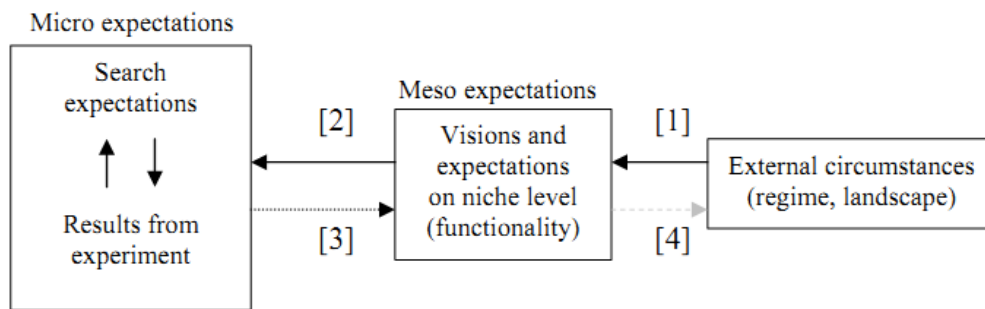 Micro expectations
Search
expectations
Results from
experiment
[2]
[3]
Meso expectations
Visions and
expectations
on niche level
(functionality)
[1]
[4]
External circumstances
(regime, landscape)